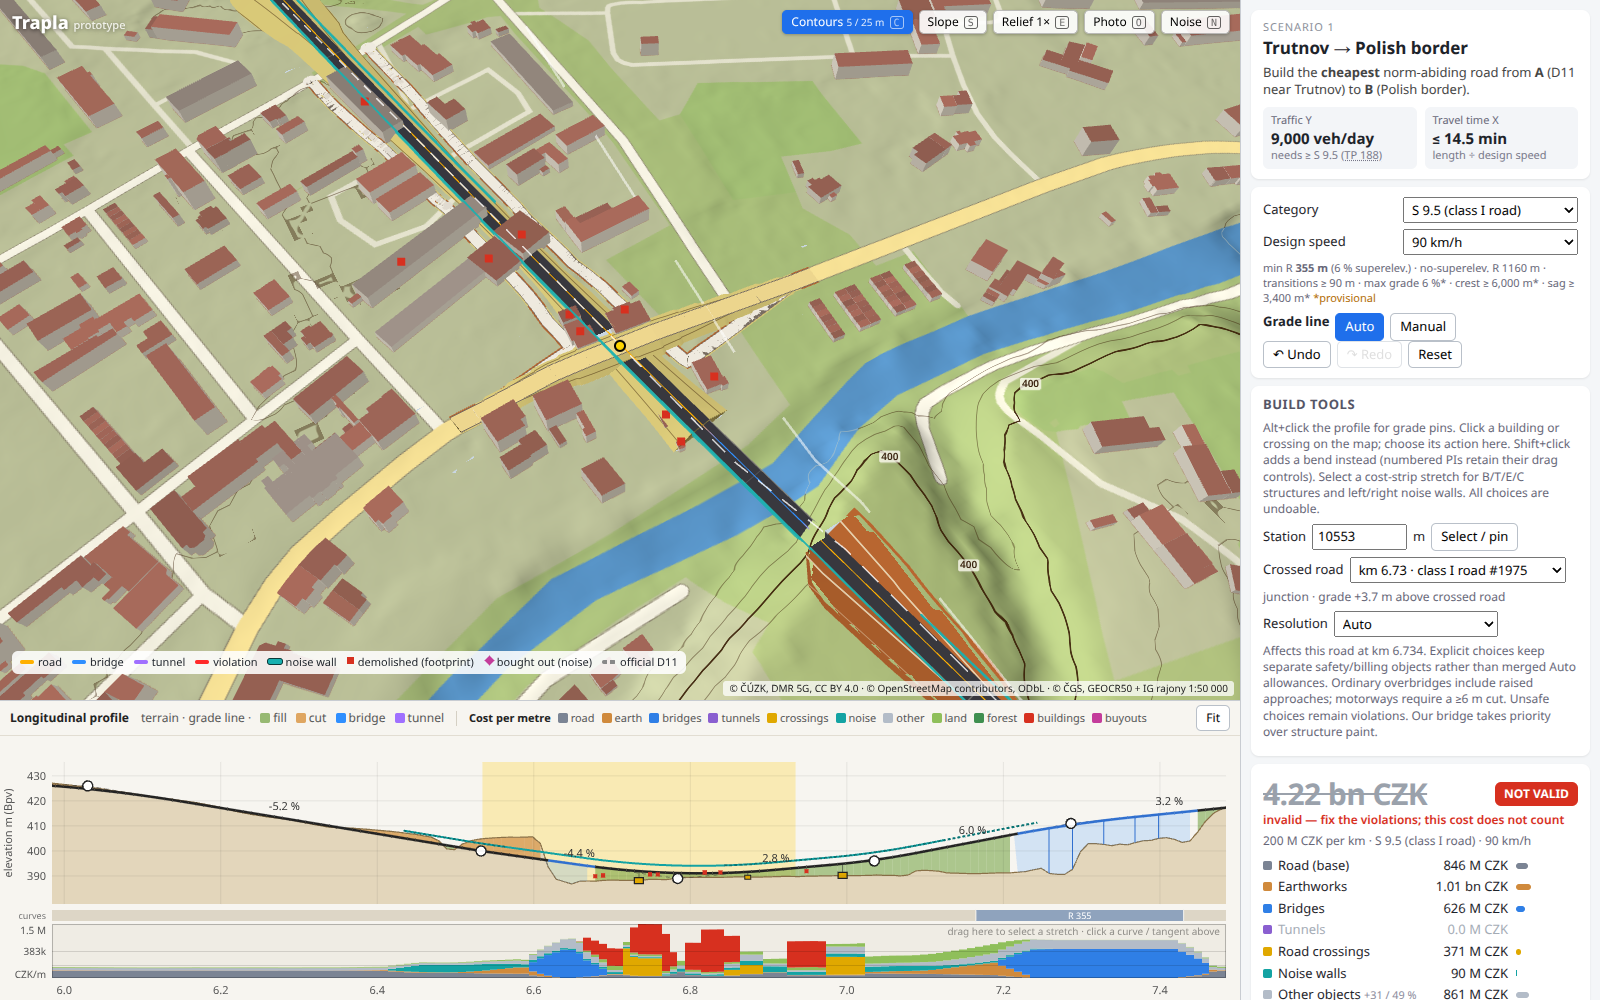 Trapla prototype
Contours 5 / 25 m C
Slope S
Relief 1× E
Photo O
Noise N
400
400
400
road
bridge
tunnel
violation
noise wall
demolished (footprint)
bought out (noise)
official D11
© ČÚZK, DMR 5G, CC BY 4.0 · © OpenStreetMap contributors, ODbL · © ČGS, GEOCR50 + IG rajony 1:50 000
Longitudinal profile terrain · grade line · fill cut bridge tunnel
Cost per metre road earth bridges tunnels crossings noise other land forest buildings buyouts
Fit
elevation m (Bpv)
430
420
410
400
390
-5.2 %
-4.4 %
2.8 %
6.0 %
3.2 %
curves
R 355
1.5 M
383k
CZK/m
drag here to select a stretch · click a curve / tangent above
6.0 6.2 6.4 6.6 6.8 7.0 7.2 7.4
SCENARIO 1
Trutnov → Polish border
Build the cheapest norm-abiding road from A (D11
near Trutnov) to B (Polish border).
Traffic Y
9,000 veh/day
needs ≥ S 9.5 (TP 188)
Travel time X
≤ 14.5 min
length ÷ design speed
Category S 9.5 (class I road)
Design speed 90 km/h
min R 355 m (6 % superelev.) · no-superelev. R 1160 m ·
transitions ≥ 90 m · max grade 6 %* · crest ≥ 6,000 m* · sag ≥
3,400 m* *provisional
Grade line Auto Manual
↶ Undo ↷ Redo Reset
BUILD TOOLS
Alt+click the profile for grade pins. Click a building or
crossing on the map; choose its action here. Shift+click
adds a bend instead (numbered PIs retain their drag
controls). Select a cost-strip stretch for B/T/E/C
structures and left/right noise walls. All choices are
undoable.
Station 10553 m Select / pin
Crossed road km 6.73 · class I road #1975
junction · grade +3.7 m above crossed road
Resolution Auto
Affects this road at km 6.734. Explicit choices keep
separate safety/billing objects rather than merged Auto
allowances. Ordinary overbridges include raised
approaches; motorways require a ≥6 m cut. Unsafe
choices remain violations. Our bridge takes priority
over structure paint.
4.22 bn CZK NOT VALID
invalid — fix the violations; this cost does not count
200 M CZK per km · S 9.5 (class I road) · 90 km/h
Road (base) 846 M CZK
Earthworks 1.01 bn CZK
Bridges 626 M CZK
Tunnels 0.0 M CZK
Road crossings 371 M CZK
Noise walls 90 M CZK
Other objects +31 / 49 % 861 M CZK